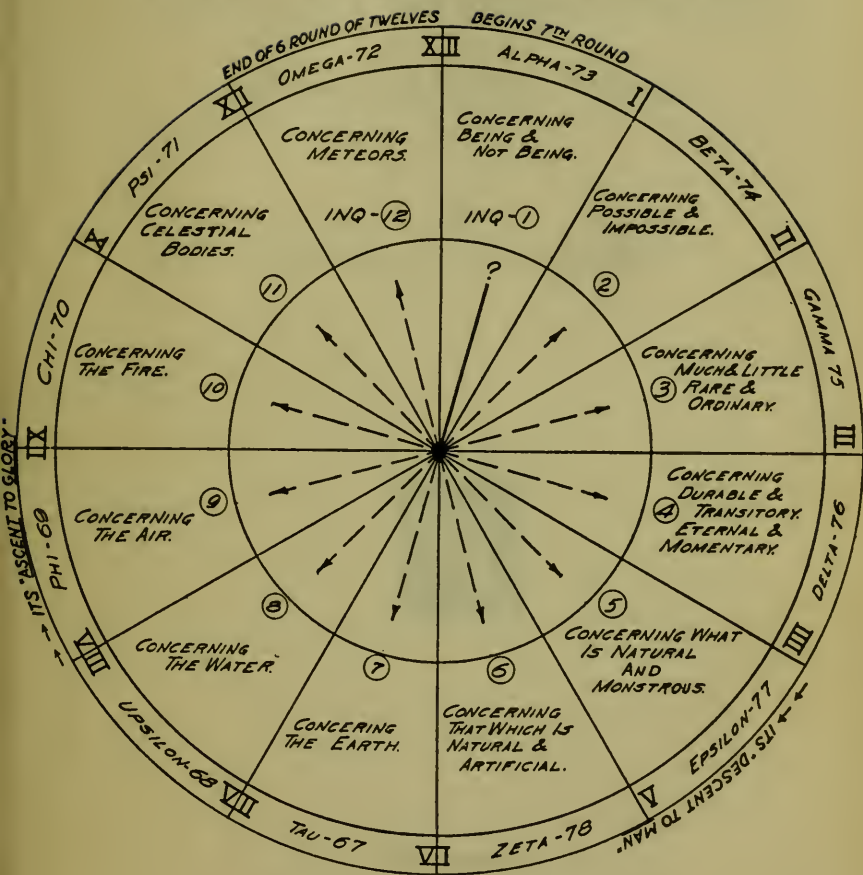 END OF 6 ROUND OF TWELVES
BEGINS 7TH ROUND
XII
ALPHA-73
CONCERNING
BEING &
NOT BEING.
INQ-①
?
I
BETA-74
CONCERNING
POSSIBLE &
IMPOSSIBLE.
②
II
GAMMA 75
CONCERNING
MUCH & LITTLE
RARE &
ORDINARY.
③
III
DELTA-76
CONCERNING
DURABLE &
TRANSITORY.
ETERNAL &
MOMENTARY.
④
IIII
EPSILON-77
CONCERNING WHAT
IS NATURAL
AND
MONSTROUS.
⑤
ITS "DESCENT TO MAN"
V
ZETA-78
CONCERNING
THAT WHICH IS
NATURAL &
ARTIFICIAL.
⑥
VI
TAU-67
CONCERING
THE EARTH.
⑦
VII
UPSILON-68
CONCERNING
THE WATER.
⑧
VIII
PHI-69
CONCERNING
THE AIR.
⑨
ITS "ASCENT TO GLORY"
IX
CHI-70
CONCERNING
THE FIRE.
⑩
X
PSI-71
CONCERNING
CELESTIAL
BODIES.
⑪
XI
OMEGA-72
CONCERNING
METEORS.
INQ-⑫